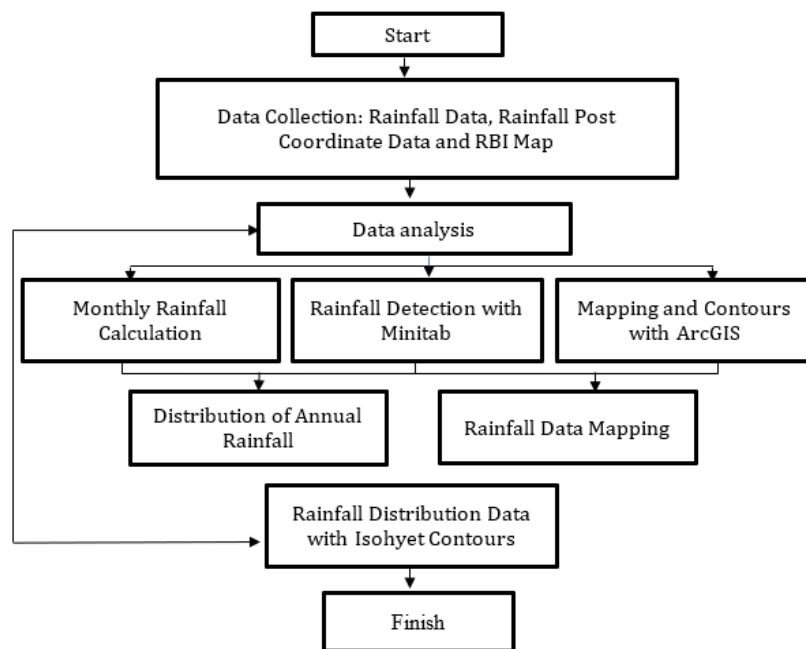 Start
Data Collection: Rainfall Data, Rainfall Post
Coordinate Data and RBI Map
Data analysis
Monthly Rainfall
Calculation
Rainfall Detection with
Minitab
Mapping and Contours
with ArcGIS
Distribution of Annual
Rainfall
Rainfall Data Mapping
Rainfall Distribution Data
with Isohyet Contours
Finish